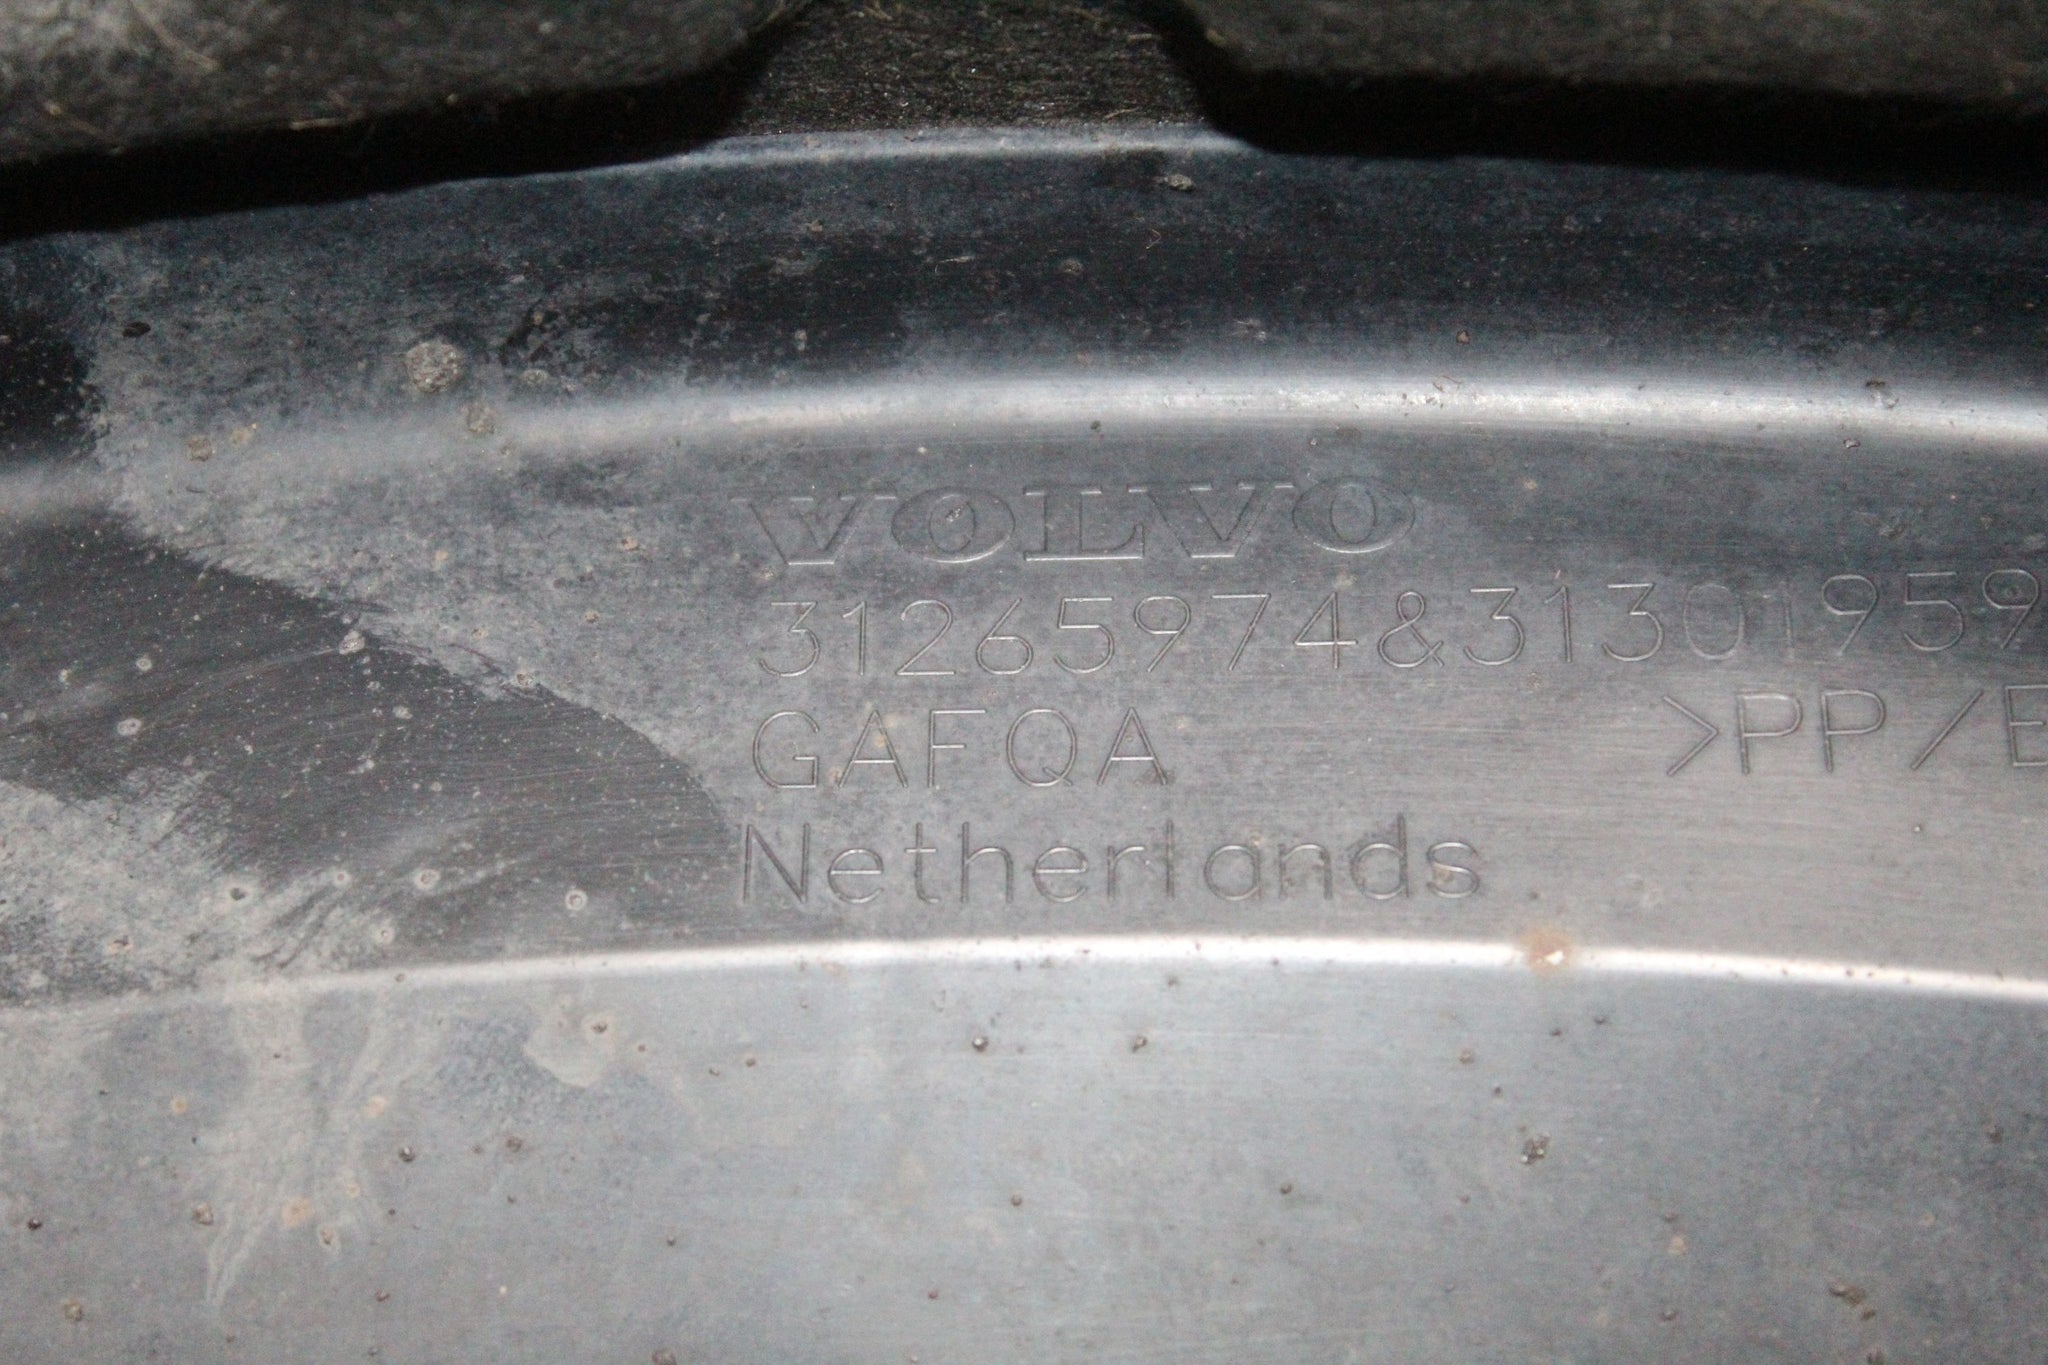 VOLVO
31265974&31301959
GAFQA >PP/E
Netherlands